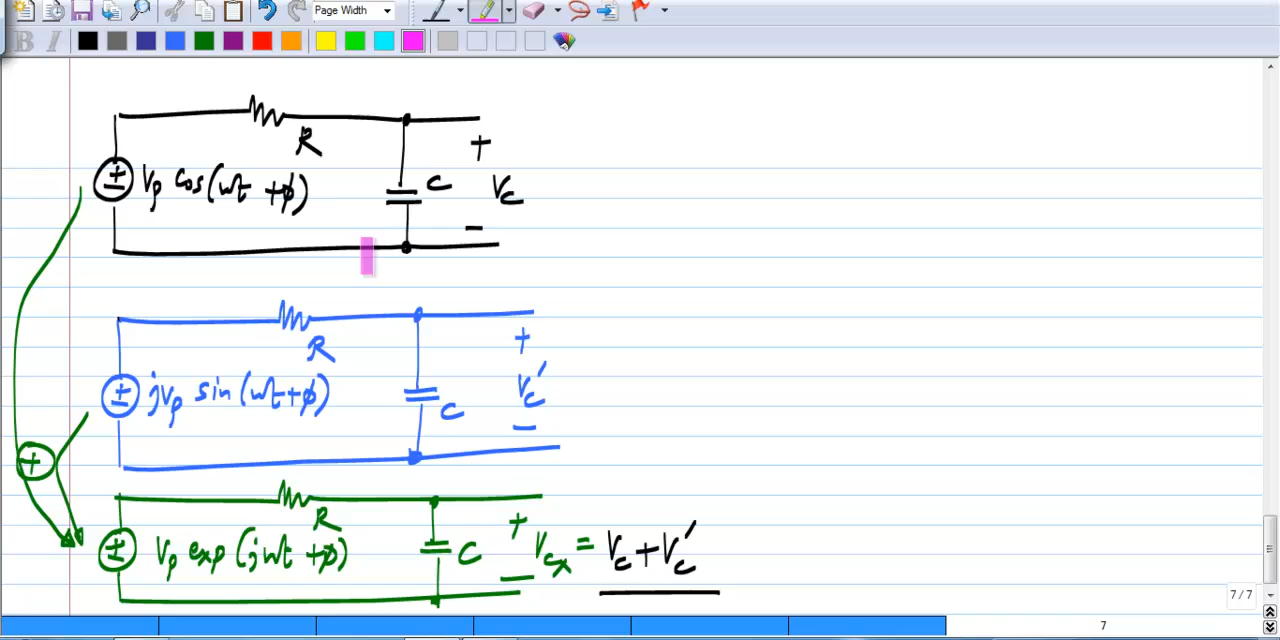 Page Width
B I
R
+
Vp cos(ωt +ϕ)
C
Vc
−
R
+
jVp sin(ωt+ϕ)
C
Vc'
−
+
R
+
Vp exp(jωt +ϕ)
C
Vcx = Vc + Vc'
−
7 / 7
7